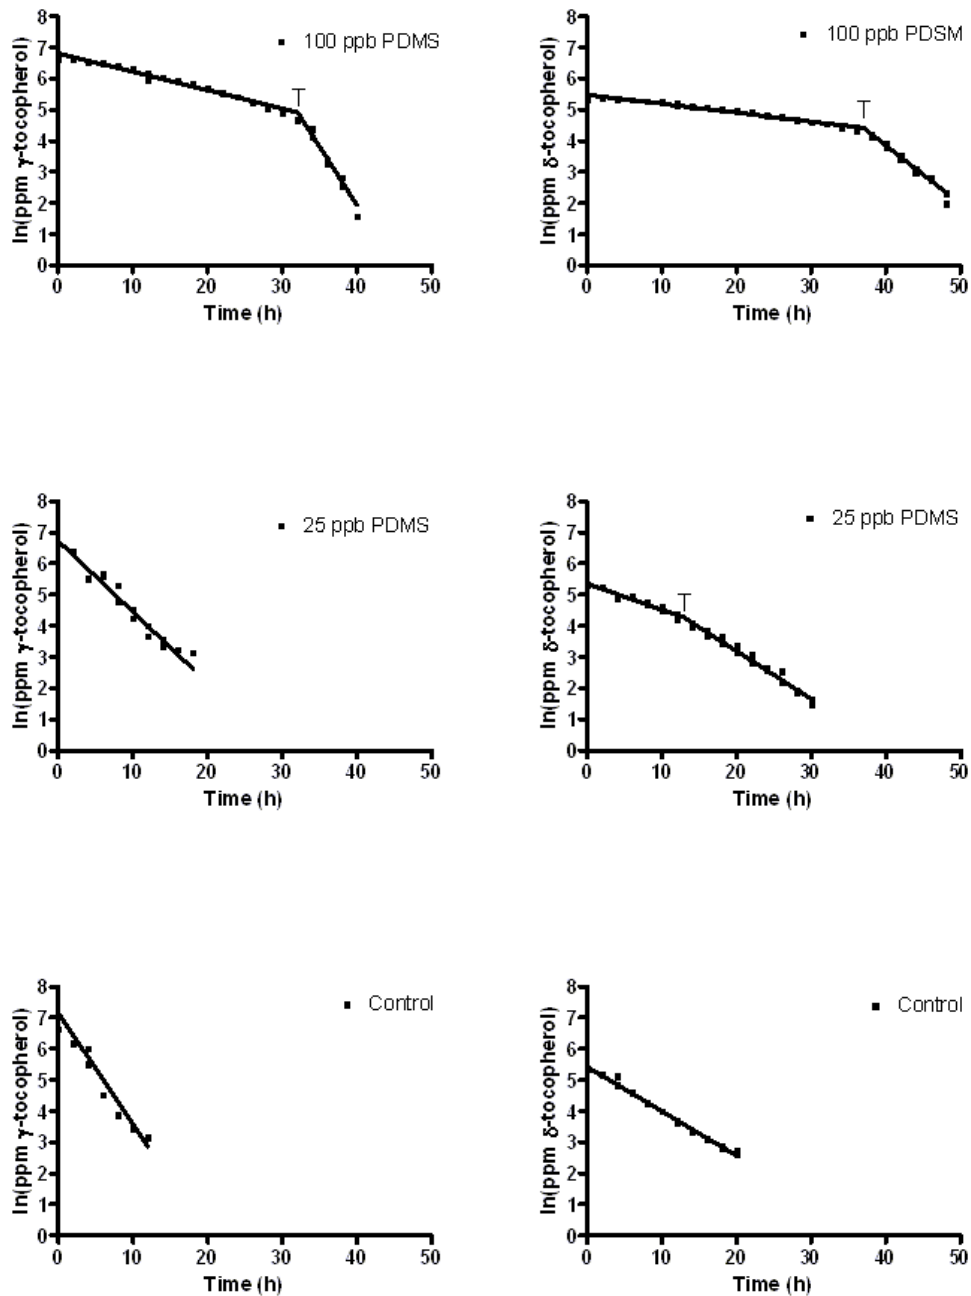 ln(ppm γ-tocopherol)
8
7
6
5
4
3
2
1
0
100 ppb PDMS
T
0 10 20 30 40 50
Time (h)
ln(ppm δ-tocopherol)
8
7
6
5
4
3
2
1
0
100 ppb PDSM
T
0 10 20 30 40 50
Time (h)
ln(ppm γ-tocopherol)
8
7
6
5
4
3
2
1
0
25 ppb PDMS
0 10 20 30 40 50
Time (h)
ln(ppm δ-tocopherol)
8
7
6
5
4
3
2
1
0
25 ppb PDMS
T
0 10 20 30 40 50
Time (h)
ln(ppm γ-tocopherol)
8
7
6
5
4
3
2
1
0
Control
0 10 20 30 40 50
Time (h)
ln(ppm δ-tocopherol)
8
7
6
5
4
3
2
1
0
Control
0 10 20 30 40 50
Time (h)